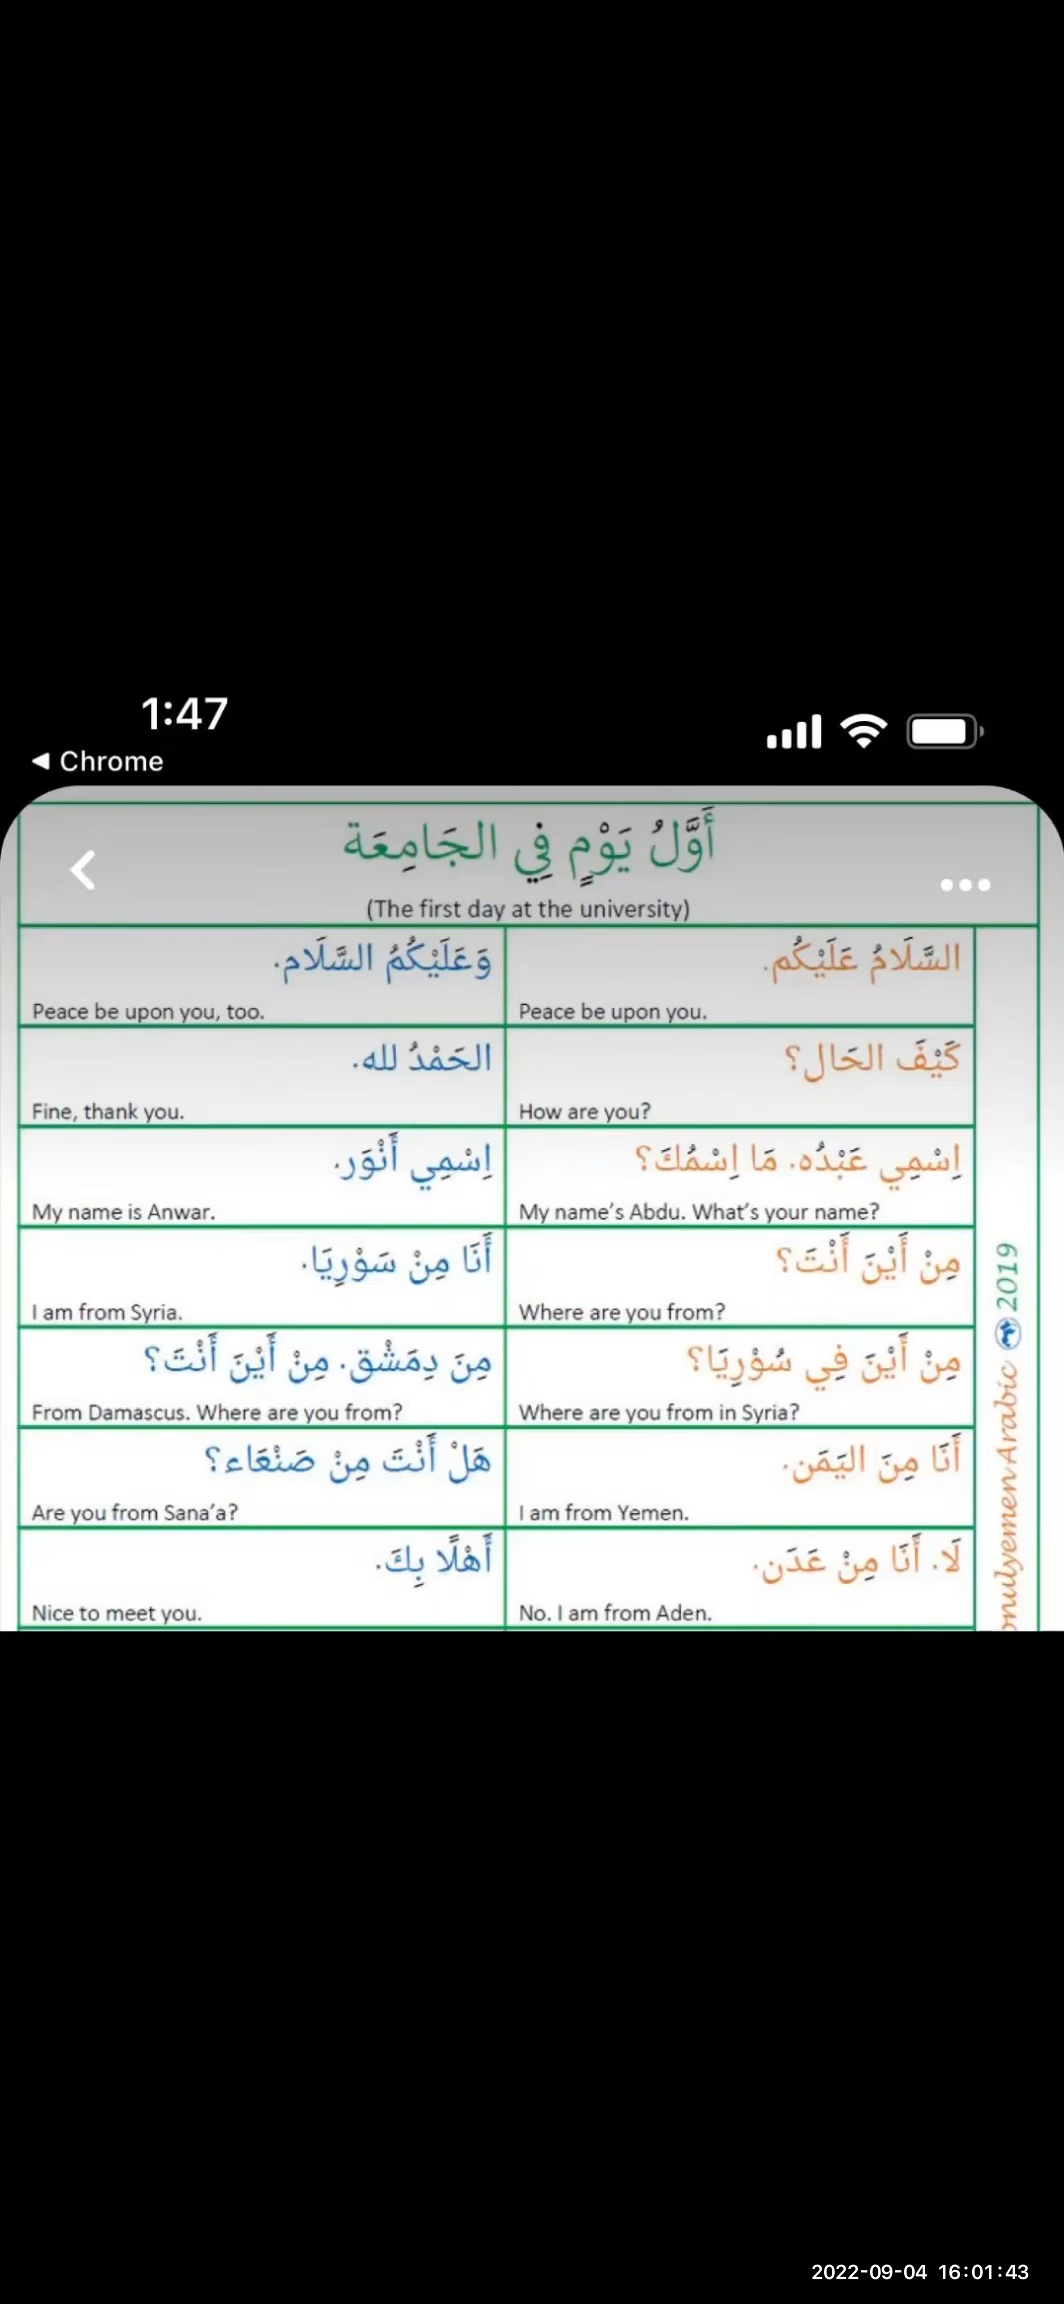 1:47
◀ Chrome
أَوَّلُ يَوْمٍ فِي الجَامِعَة
(The first day at the university)
السَّلَامُ عَلَيْكُم.
Peace be upon you.
وَعَلَيْكُمُ السَّلَام.
Peace be upon you, too.
كَيْفَ الحَال؟
How are you?
الحَمْدُ لله.
Fine, thank you.
اِسْمِي عَبْدُه. مَا اِسْمُكَ؟
My name's Abdu. What's your name?
اِسْمِي أَنْوَر.
My name is Anwar.
مِنْ أَيْنَ أَنْتَ؟
Where are you from?
أَنَا مِنْ سَوْرِيَا.
I am from Syria.
مِنْ أَيْنَ فِي سُوْرِيَا؟
Where are you from in Syria?
مِنَ دِمَشْق. مِنْ أَيْنَ أَنْتَ؟
From Damascus. Where are you from?
أَنَا مِنَ اليَمَن.
I am from Yemen.
هَلْ أَنْتَ مِنْ صَنْعَاء؟
Are you from Sana'a?
لَا. أَنَا مِنْ عَدَن.
No. I am from Aden.
أَهْلًا بِكَ.
Nice to meet you.
onulyemen Arabic 2019
2022-09-04 16:01:43